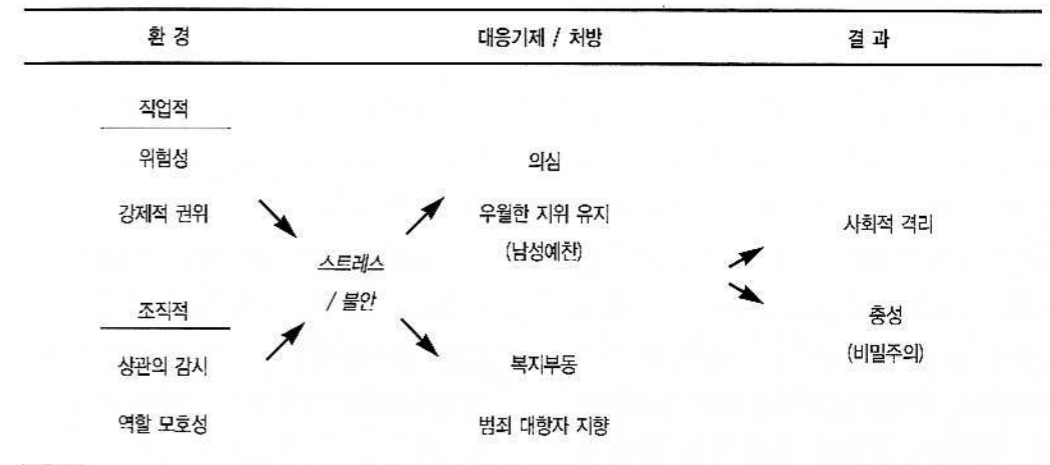 환 경 대응기제 / 처방 결 과
직업적
위험성 의심
강제적 권위 우월한 지위 유지 사회적 격리
스트레스 (남성예찬)
/ 불안
조직적 충성
상관의 감시 복지부동 (비밀주의)
역할 모호성 범죄 대항자 지향